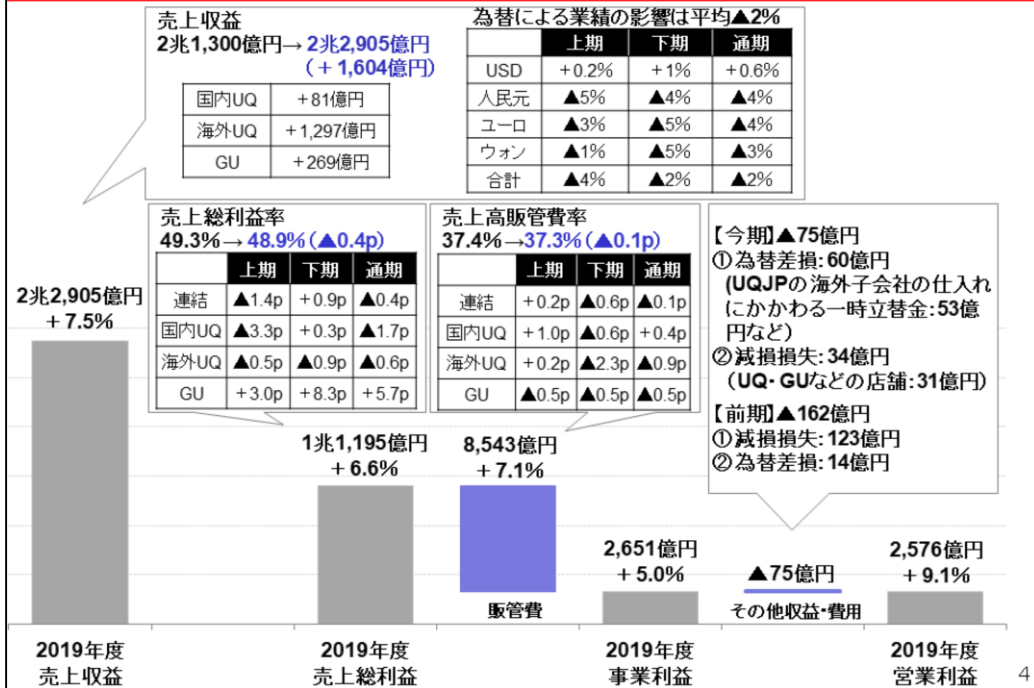 売上収益
2兆1,300億円→2兆2,905億円
(+1,604億円)
国内UQ +81億円
海外UQ +1,297億円
GU +269億円
為替による業績の影響は平均▲2%
上期 下期 通期
USD +0.2% +1% +0.6%
人民元 ▲5% ▲4% ▲4%
ユーロ ▲3% ▲5% ▲4%
ウォン ▲1% ▲5% ▲3%
合計 ▲4% ▲2% ▲2%
売上総利益率
49.3%→48.9%(▲0.4p)
上期 下期 通期
連結 ▲1.4p +0.9p ▲0.4p
国内UQ ▲3.3p +0.3p ▲1.7p
海外UQ ▲0.5p ▲0.9p ▲0.6p
GU +3.0p +8.3p +5.7p
売上高販管費率
37.4%→37.3%(▲0.1p)
上期 下期 通期
連結 +0.2p ▲0.6p ▲0.1p
国内UQ +1.0p ▲0.6p +0.4p
海外UQ +0.2p ▲2.3p ▲0.9p
GU ▲0.5p ▲0.5p ▲0.5p
【今期】▲75億円
①為替差損:60億円
(UQJPの海外子会社の仕入れ
にかかわる一時立替金:53億
円など)
②減損損失:34億円
(UQ・GUなどの店舗:31億円)
【前期】▲162億円
①減損損失:123億円
②為替差損:14億円
2兆2,905億円
+7.5%
1兆1,195億円
+6.6%
8,543億円
+7.1%
販管費
2,651億円
+5.0%
▲75億円
その他収益・費用
2,576億円
+9.1%
2019年度
売上収益
2019年度
売上総利益
2019年度
事業利益
2019年度
営業利益
4